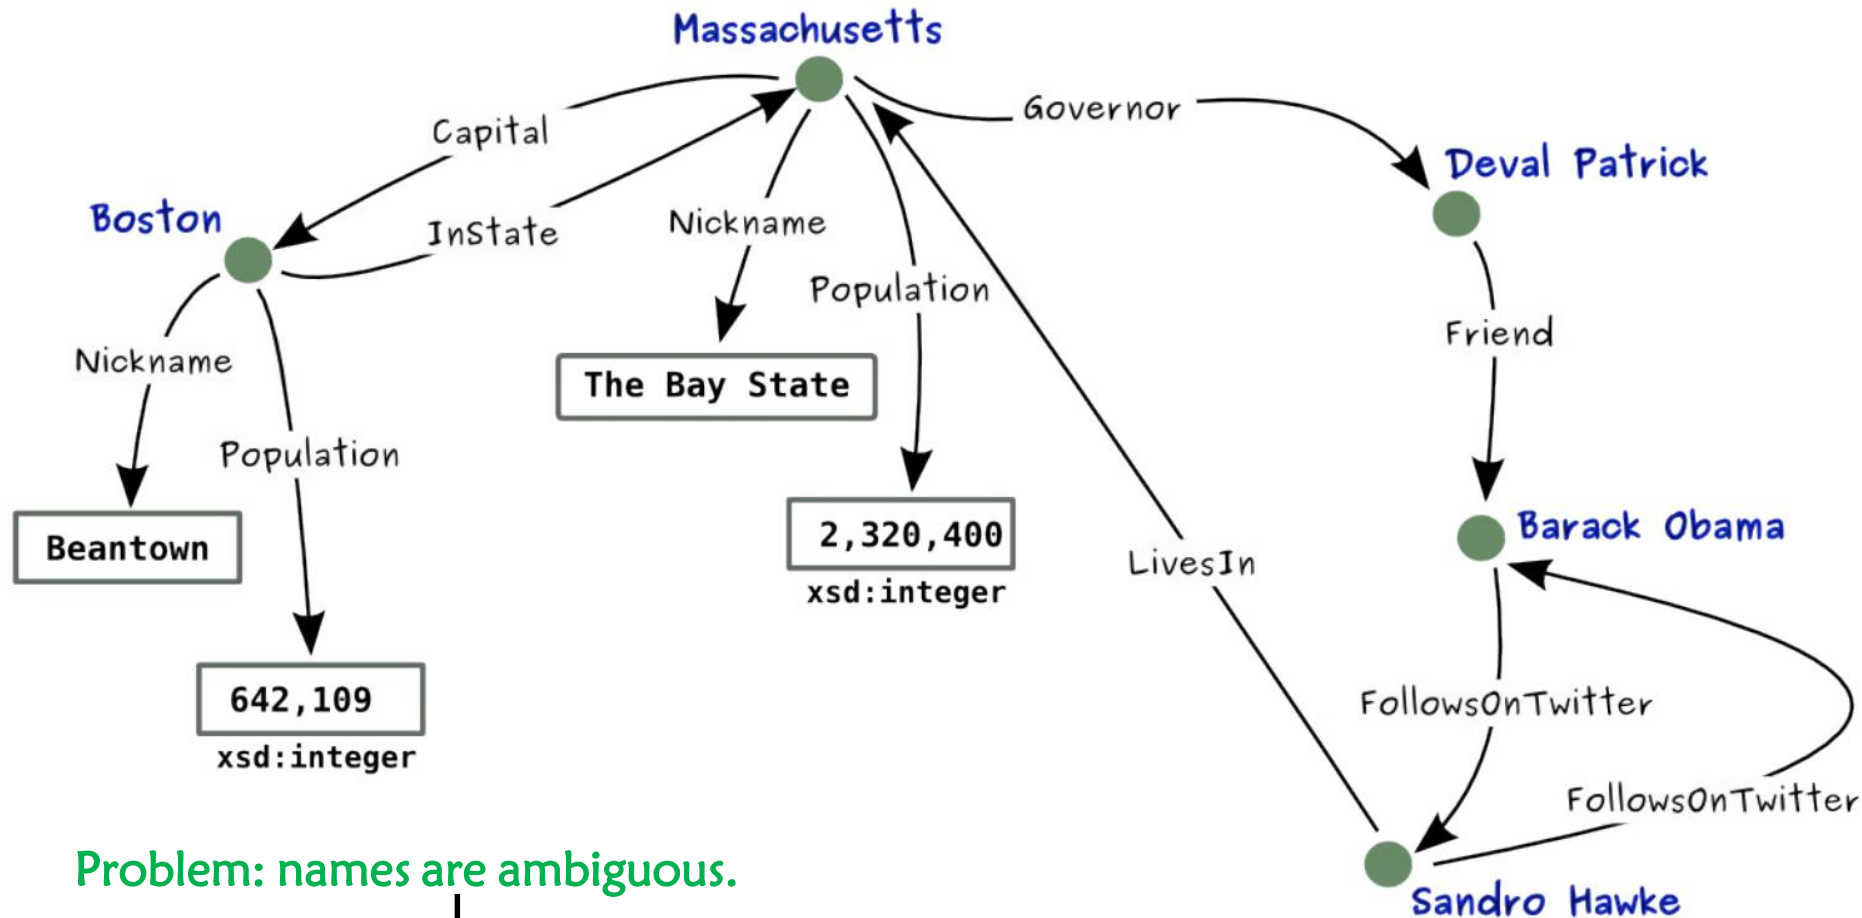 Massachusetts
Capital
Governor
Deval Patrick
Boston
InState
Nickname
Population
Friend
Nickname
The Bay State
Population
Beantown
2,320,400
xsd:integer
LivesIn
Barack Obama
642,109
xsd:integer
FollowsOnTwitter
FollowsOnTwitter
Problem: names are ambiguous.
Sandro Hawke